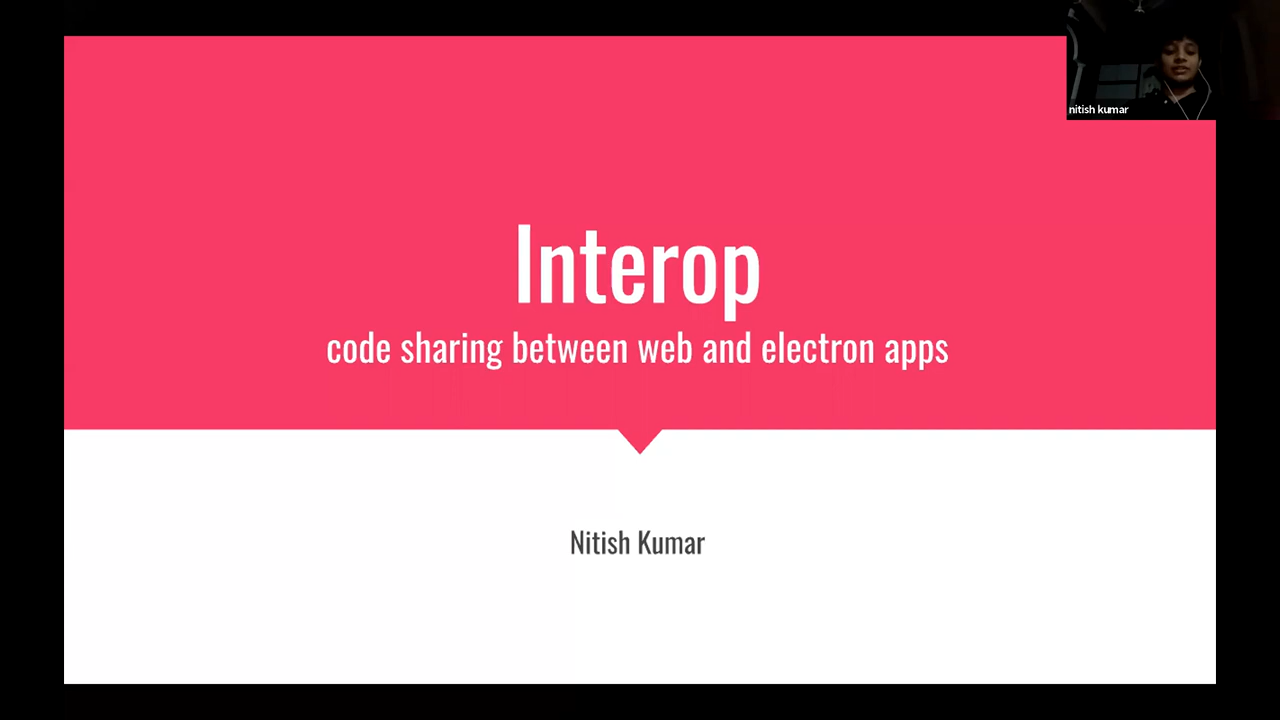 nitish kumar
Interop
code sharing between web and electron apps
Nitish Kumar